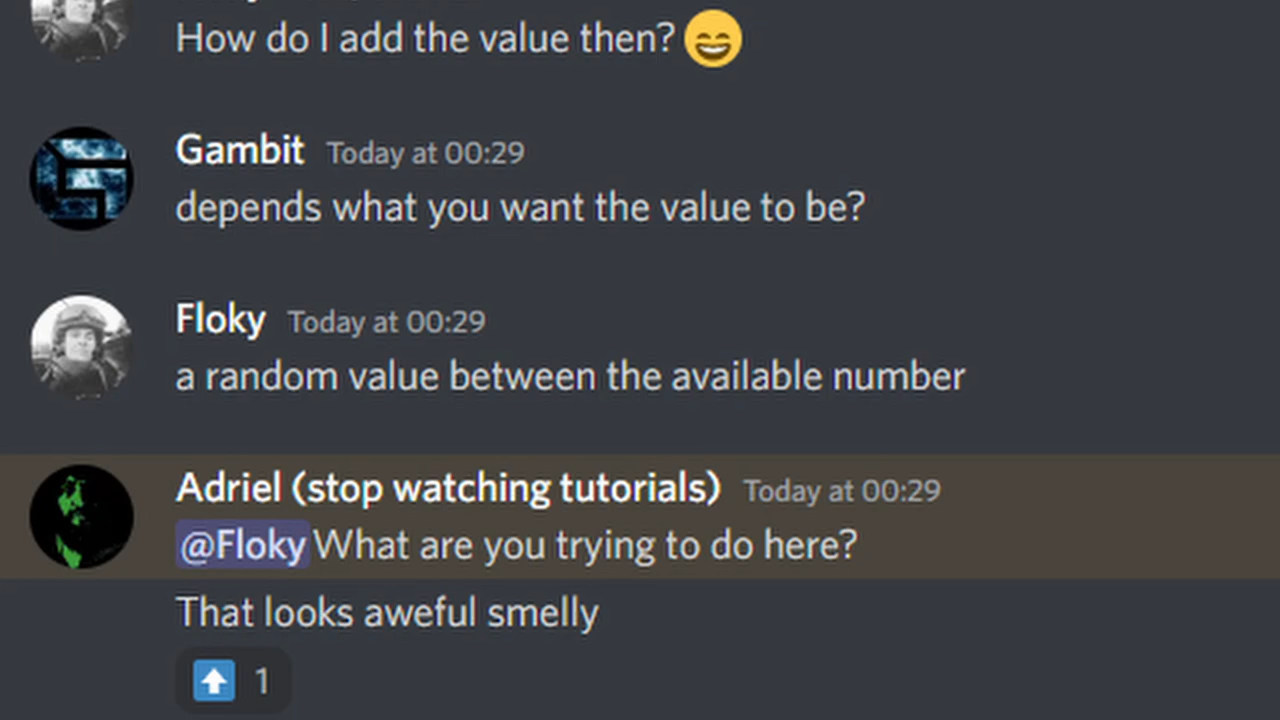 How do I add the value then?
Gambit Today at 00:29
depends what you want the value to be?
Floky Today at 00:29
a random value between the available number
Adriel (stop watching tutorials) Today at 00:29
@Floky What are you trying to do here?
That looks aweful smelly
1